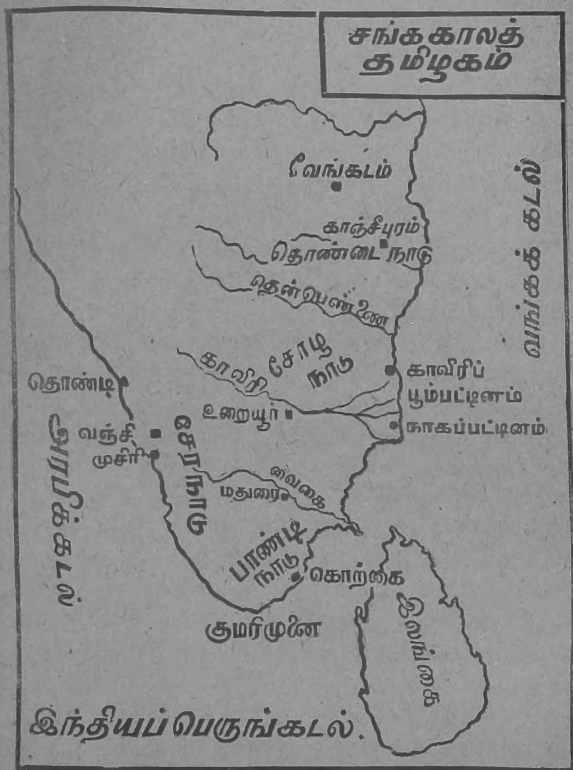 சங்ககாலத்
தமிழகம்
வேங்கடம்
காஞ்சீபுரம்
தொண்டை நாடு
வங்கக் கடல்
தென்பெண்ணை
சோழ
நாடு
காவிரி
காவிரிப்
பூம்பட்டினம்
தொண்டி
உறையூர்
நாகப்பட்டினம்
வஞ்சி
முசிரி
சேரநாடு
அரபிக்கடல்
வைகை
மதுரை
பாண்டி
நாடு
கொற்கை
குமரிமுனை
இலங்கை
இந்தியப்பெருங்கடல்.